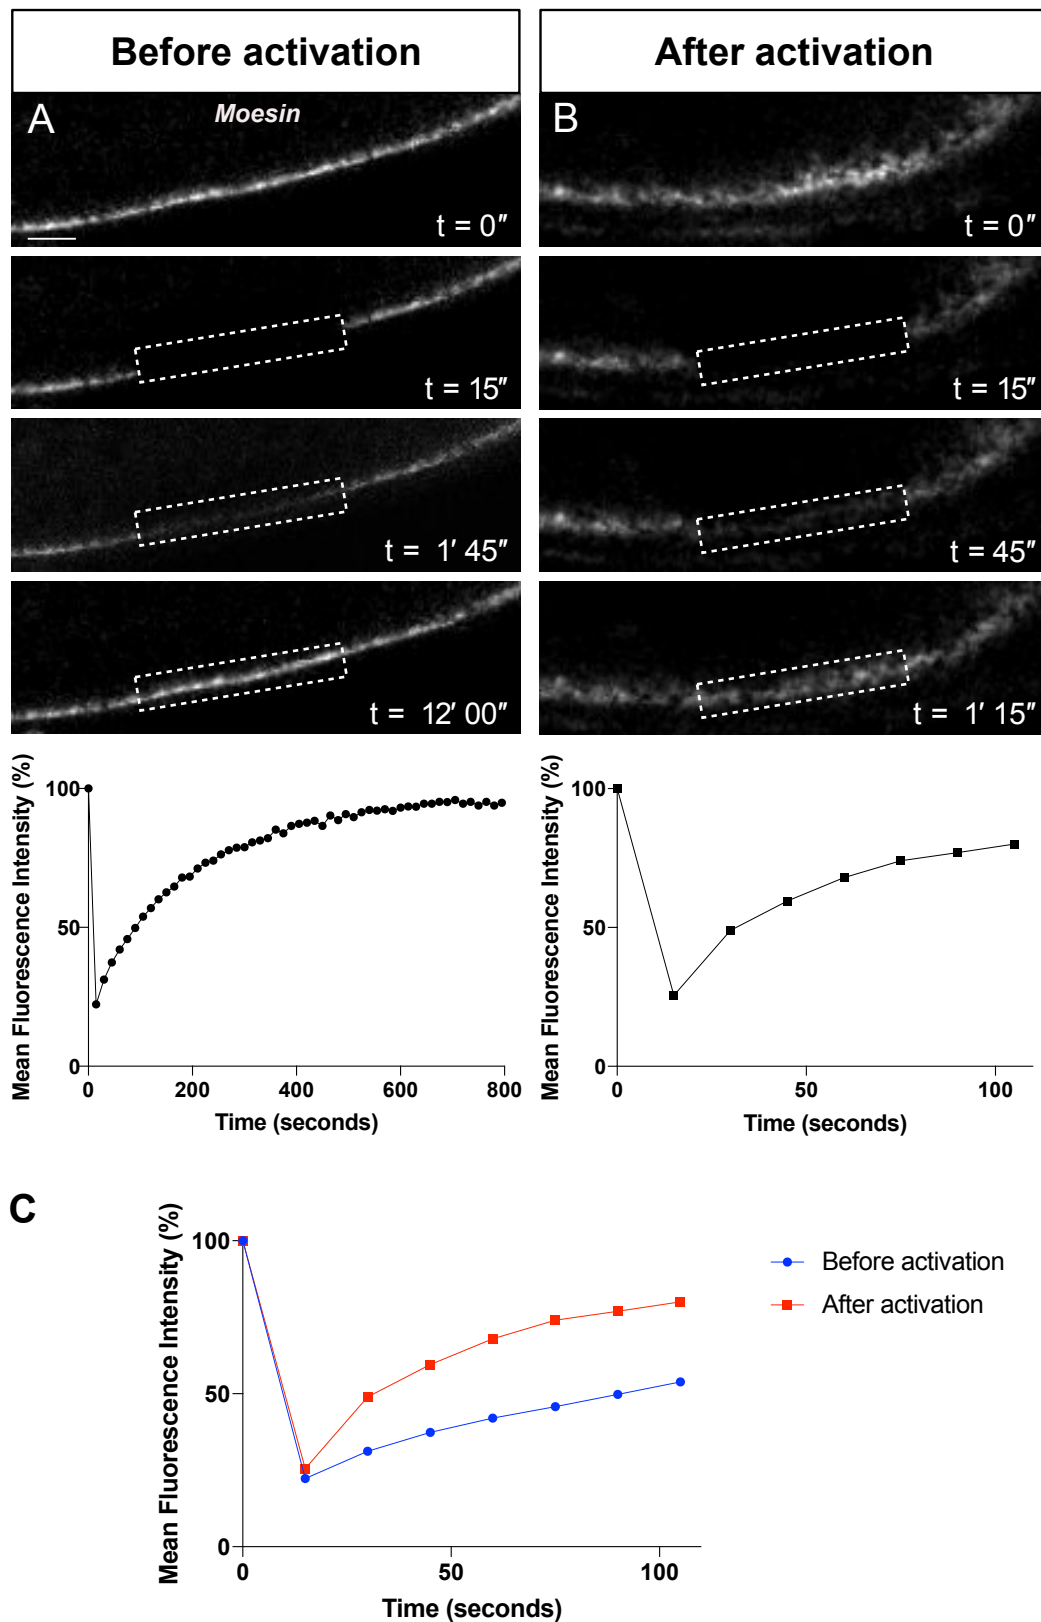 Before activation
After activation
A
Moesin
t = 0″
B
t = 0″
t = 15″
t = 15″
t = 1′ 45″
t = 45″
t = 12′ 00″
t = 1′ 15″
Mean Fluorescence Intensity (%)
100
50
0
0 200 400 600 800
Time (seconds)
Mean Fluorescence Intensity (%)
100
50
0
0 50 100
Time (seconds)
C
Mean Fluorescence Intensity (%)
100
50
0
0 50 100
Time (seconds)
Before activation
After activation